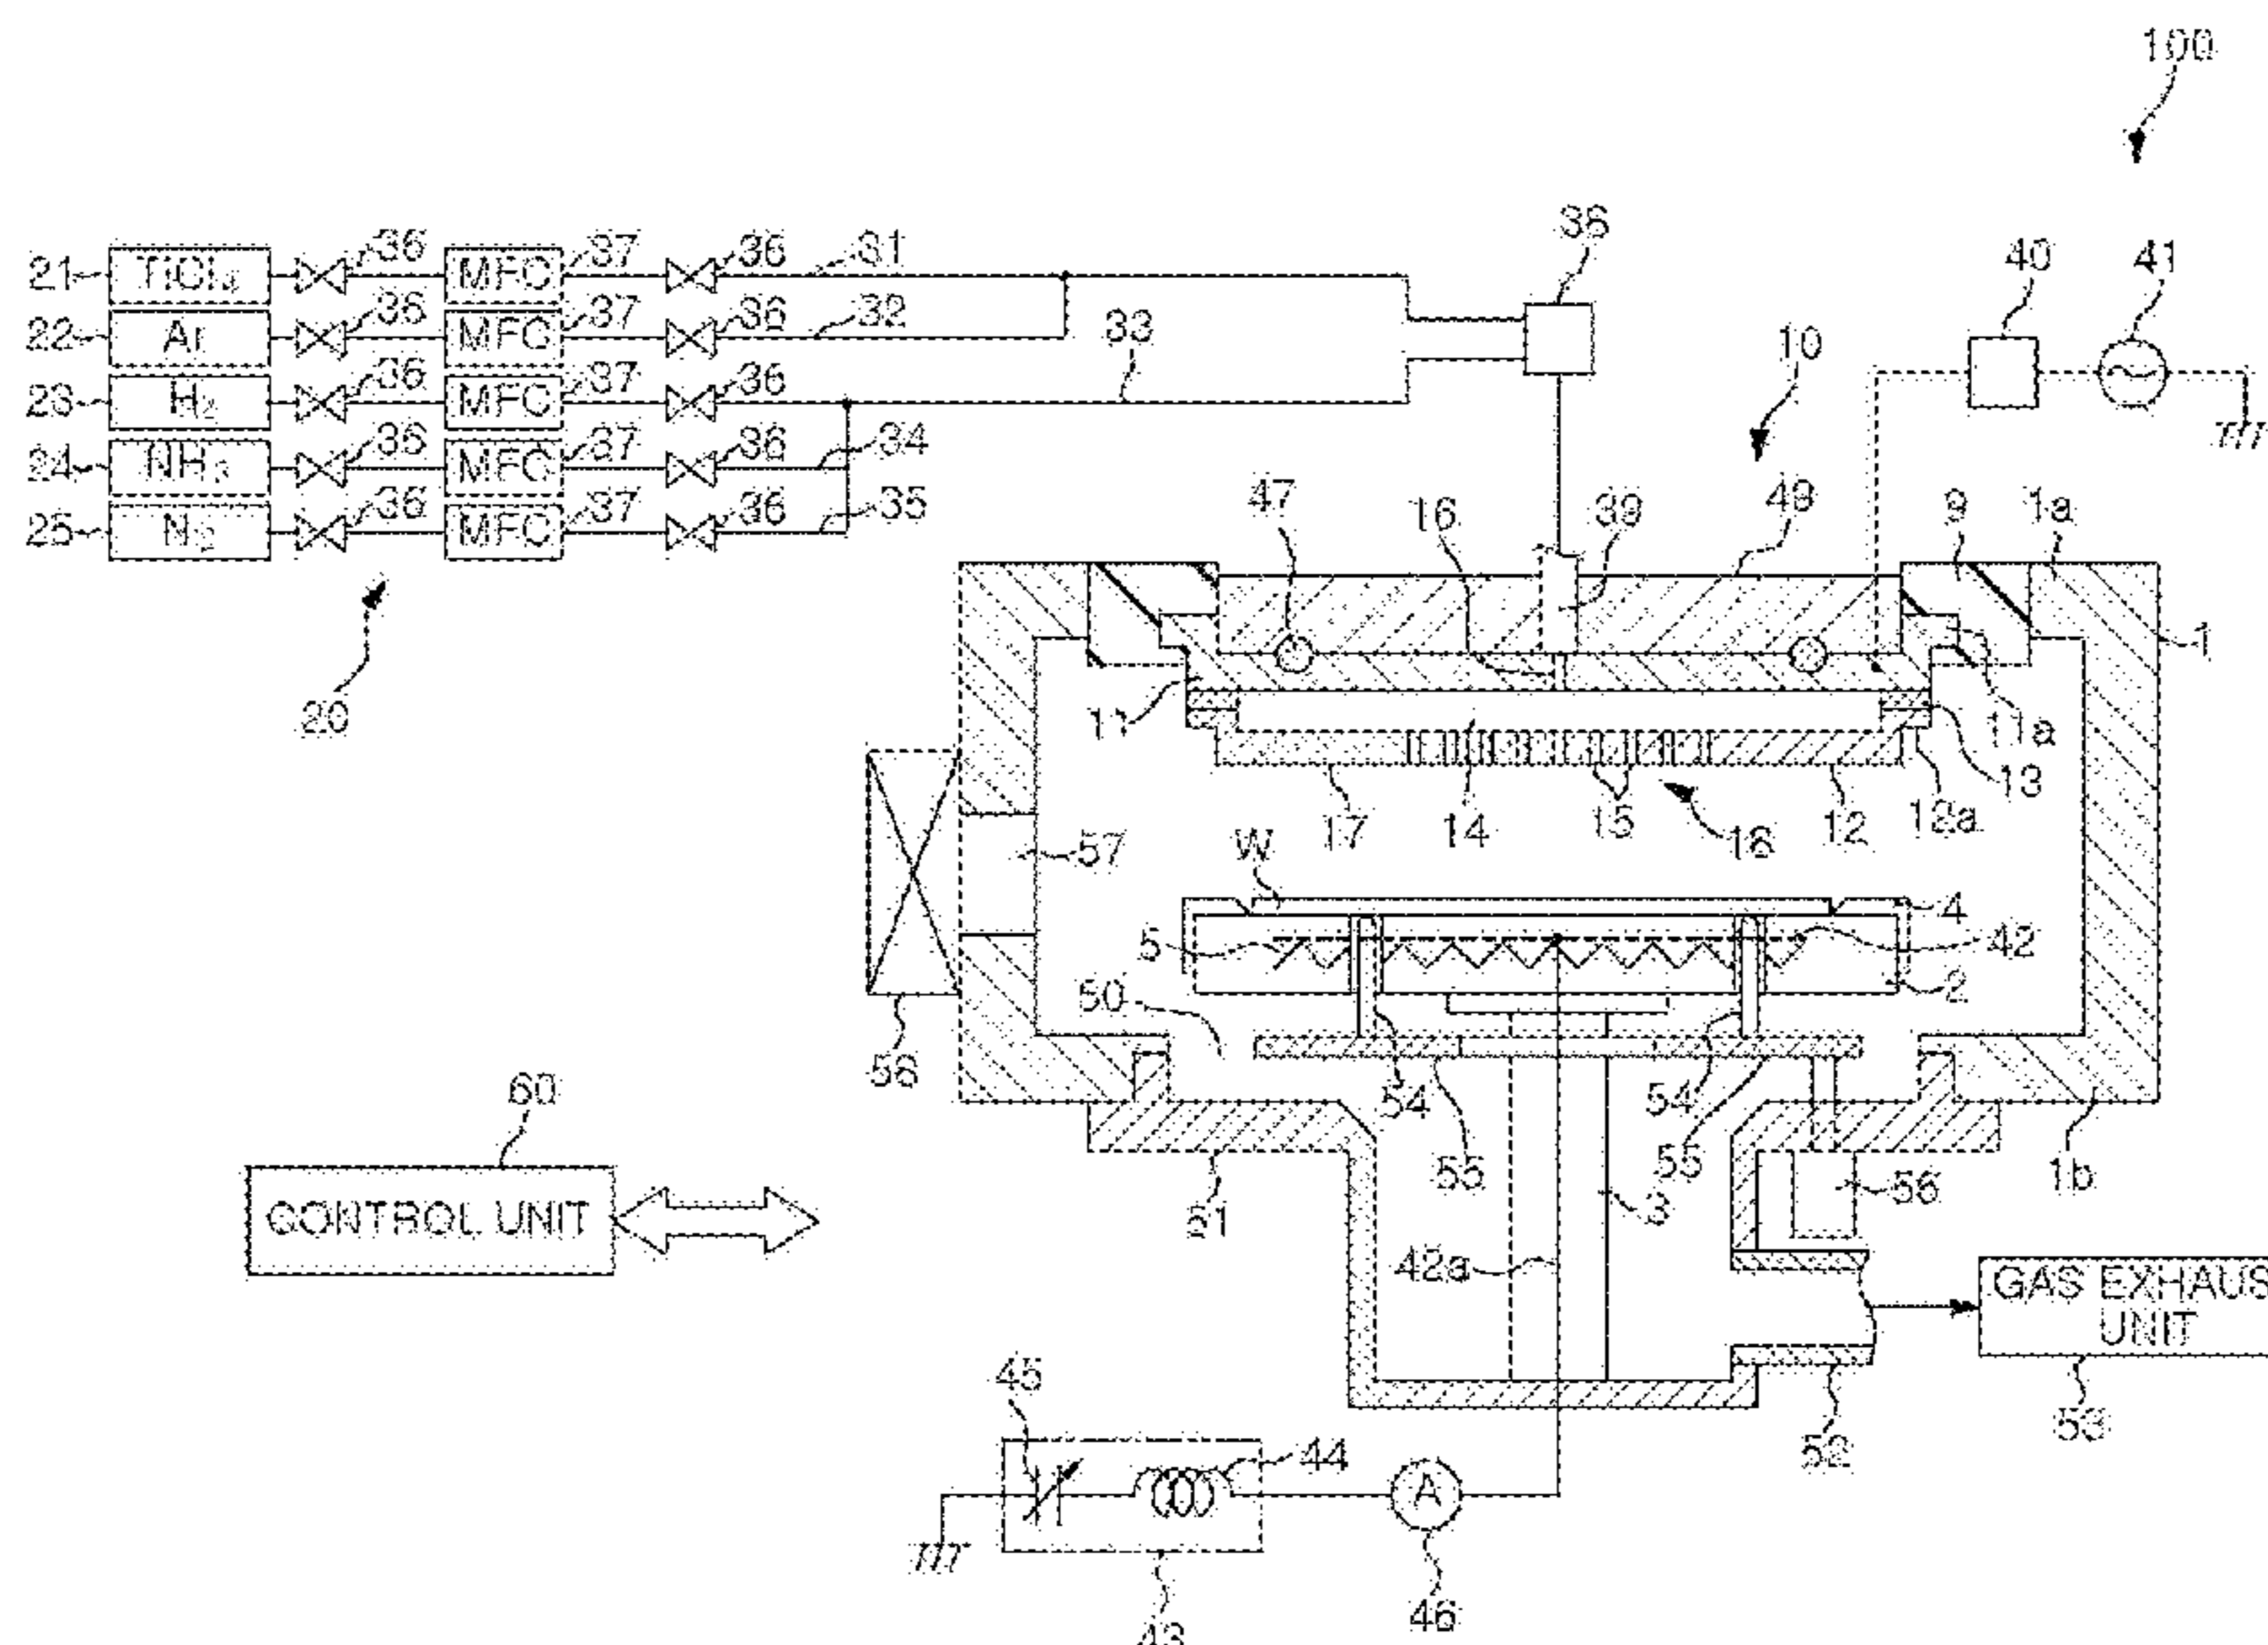 100
36
40
41
21 TiCl₄ 36 MFC 37 36 31
22 Ar 36 MFC 37 36 32
33
10
23 H₂ 36 MFC 37 36
24 NH₃ 36 MFC 37 36 34
25 N₂ 36 MFC 37 36 35
47 16 39 48 9 1a
1
20
11
11a
13
17 14 15 16 12 12a
57
W
4
5 42
50 2
58
54 54
60
55 55
CONTROL UNIT
51
3
56
1b
42a
GAS EXHAUS
UNIT
45
44
52
53
A
43
46